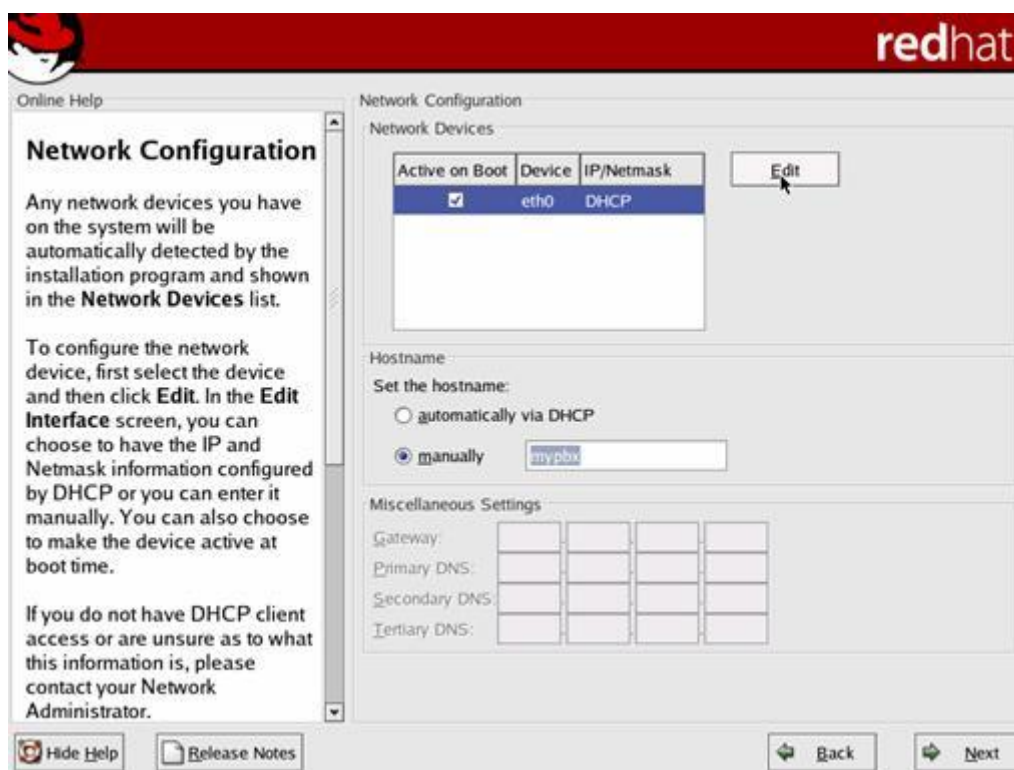 redhat
Online Help
Network Configuration
Any network devices you have
on the system will be
automatically detected by the
installation program and shown
in the Network Devices list.
To configure the network
device, first select the device
and then click Edit. In the Edit
Interface screen, you can
choose to have the IP and
Netmask information configured
by DHCP or you can enter it
manually. You can also choose
to make the device active at
boot time.
If you do not have DHCP client
access or are unsure as to what
this information is, please
contact your Network
Administrator.
Network Configuration
Network Devices
Active on Boot Device IP/Netmask
eth0 DHCP
Edit
Hostname
Set the hostname:
automatically via DHCP
manually mypbx
Miscellaneous Settings
Gateway:
Primary DNS:
Secondary DNS:
Tertiary DNS:
Hide Help Release Notes Back Next